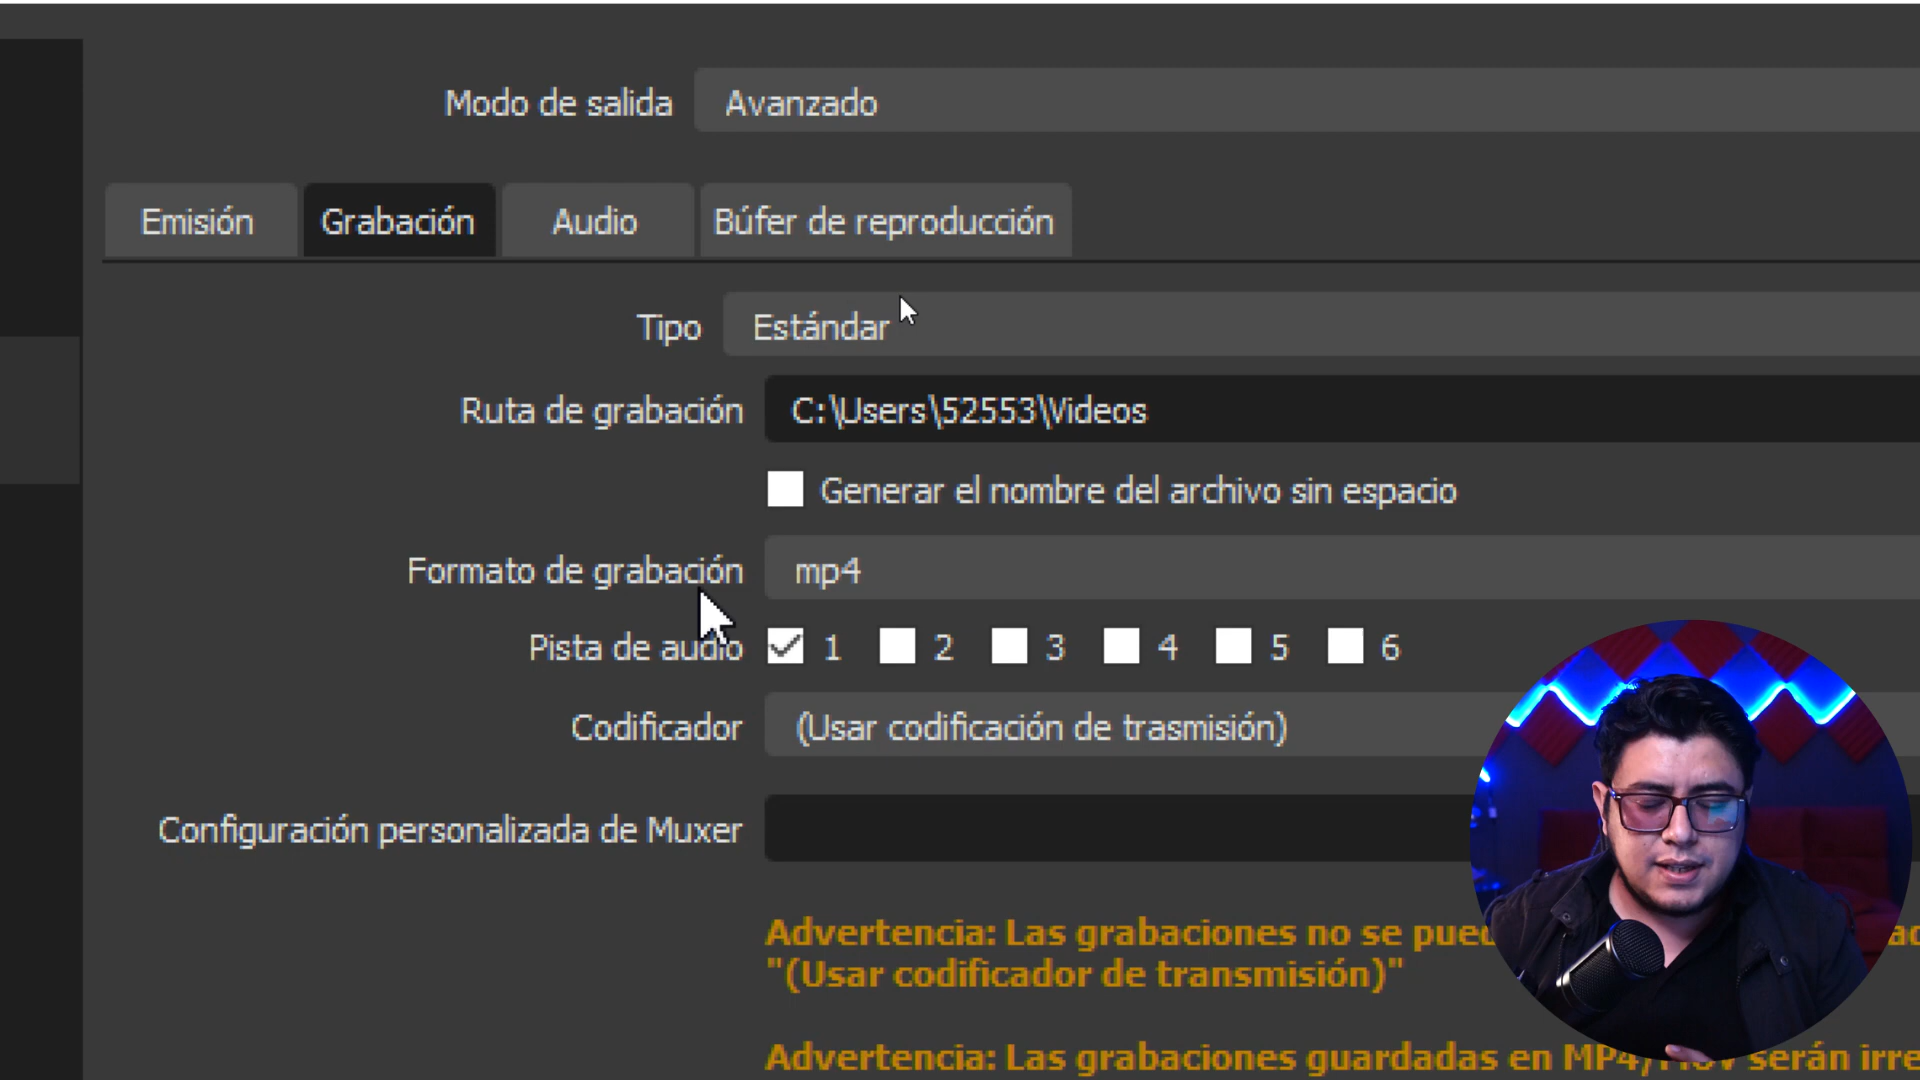 Modo de salida Avanzado
Emisión Grabación Audio Búfer de reproducción
Tipo Estándar
Ruta de grabación C:\Users\52553\Videos
Generar el nombre del archivo sin espacio
Formato de grabación mp4
Pista de audio 1 2 3 4 5 6
Codificador (Usar codificación de trasmisión)
Configuración personalizada de Muxer
Advertencia: Las grabaciones no se
"(Usar codificador de transmisión)"
Advertencia: Las grabaciones guardadas en MP4/MOV serán